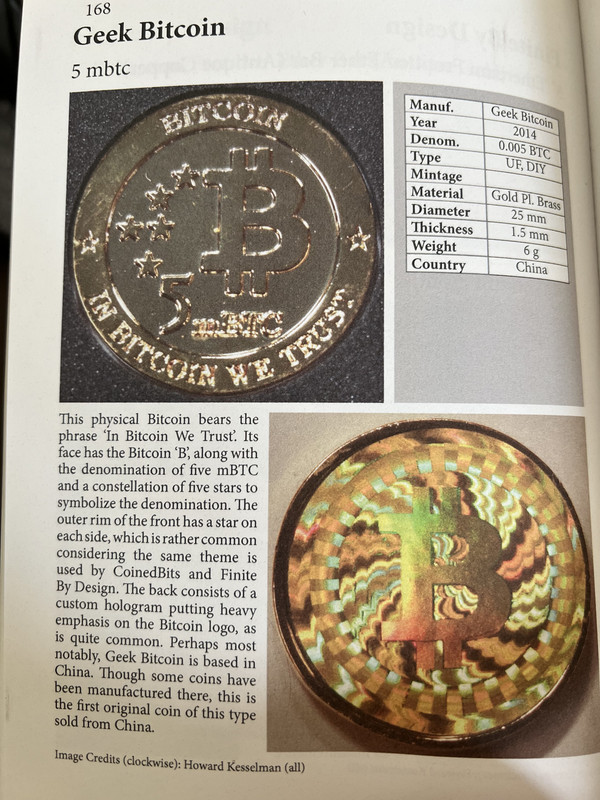 168
Geek Bitcoin
5 mbtc
BITCOIN
5
mBTC
IN BITCOIN WE TRUST
Manuf. Geek Bitcoin
Year 2014
Denom. 0.005 BTC
Type UF, DIY
Mintage
Material Gold Pl. Brass
Diameter 25 mm
Thickness 1.5 mm
Weight 6 g
Country China
This physical Bitcoin bears the
phrase ‘In Bitcoin We Trust’. Its
face has the Bitcoin ‘B’, along with
the denomination of five mBTC
and a constellation of five stars to
symbolize the denomination. The
outer rim of the front has a star on
each side, which is rather common
considering the same theme is
used by CoinedBits and Finite
By Design. The back consists of a
custom hologram putting heavy
emphasis on the Bitcoin logo, as
is quite common. Perhaps most
notably, Geek Bitcoin is based in
China. Though some coins have
been manufactured there, this is
the first original coin of this type
sold from China.
Image Credits (clockwise): Howard Kesselman (all)